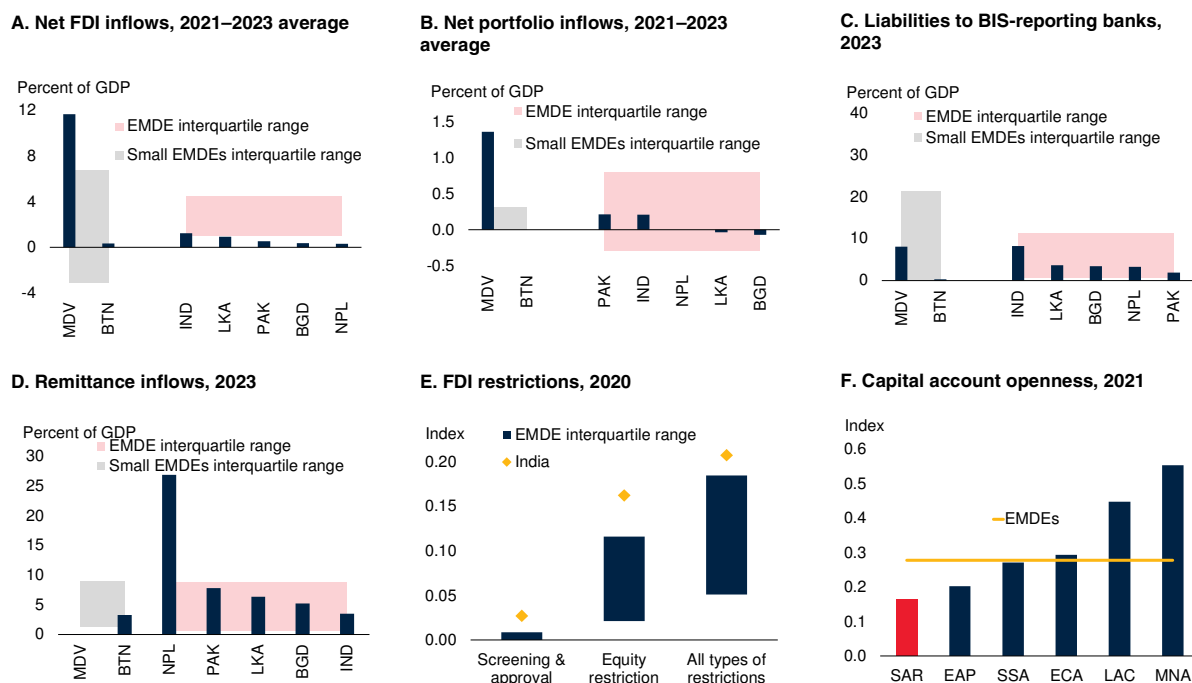 A. Net FDI inflows, 2021–2023 average
Percent of GDP
12
8
4
0
-4
EMDE interquartile range
Small EMDEs interquartile range
MDV
BTN
IND
LKA
PAK
BGD
NPL
B. Net portfolio inflows, 2021–2023
average
Percent of GDP
1.5
1.0
0.5
0.0
-0.5
EMDE interquartile range
Small EMDEs interquartile range
MDV
BTN
PAK
IND
NPL
LKA
BGD
C. Liabilities to BIS-reporting banks,
2023
Percent of GDP
40
30
20
10
0
EMDE interquartile range
Small EMDEs interquartile range
MDV
BTN
IND
LKA
BGD
NPL
PAK
D. Remittance inflows, 2023
Percent of GDP
30
25
20
15
10
5
0
EMDE interquartile range
Small EMDEs interquartile range
MDV
BTN
NPL
PAK
LKA
BGD
IND
E. FDI restrictions, 2020
Index
0.20
0.15
0.10
0.05
0.00
EMDE interquartile range
India
Screening &
approval
Equity
restriction
All types of
restrictions
F. Capital account openness, 2021
Index
0.6
0.5
0.4
0.3
0.2
0.1
0.0
EMDEs
SAR
EAP
SSA
ECA
LAC
MNA